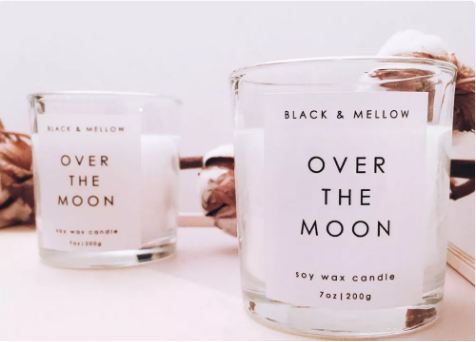 BLACK & MELLOW
OVER
THE
MOON
soy wax candle
7oz|200g
BLACK & MELLOW
OVER
THE
MOON
soy wax candle
7oz|200g